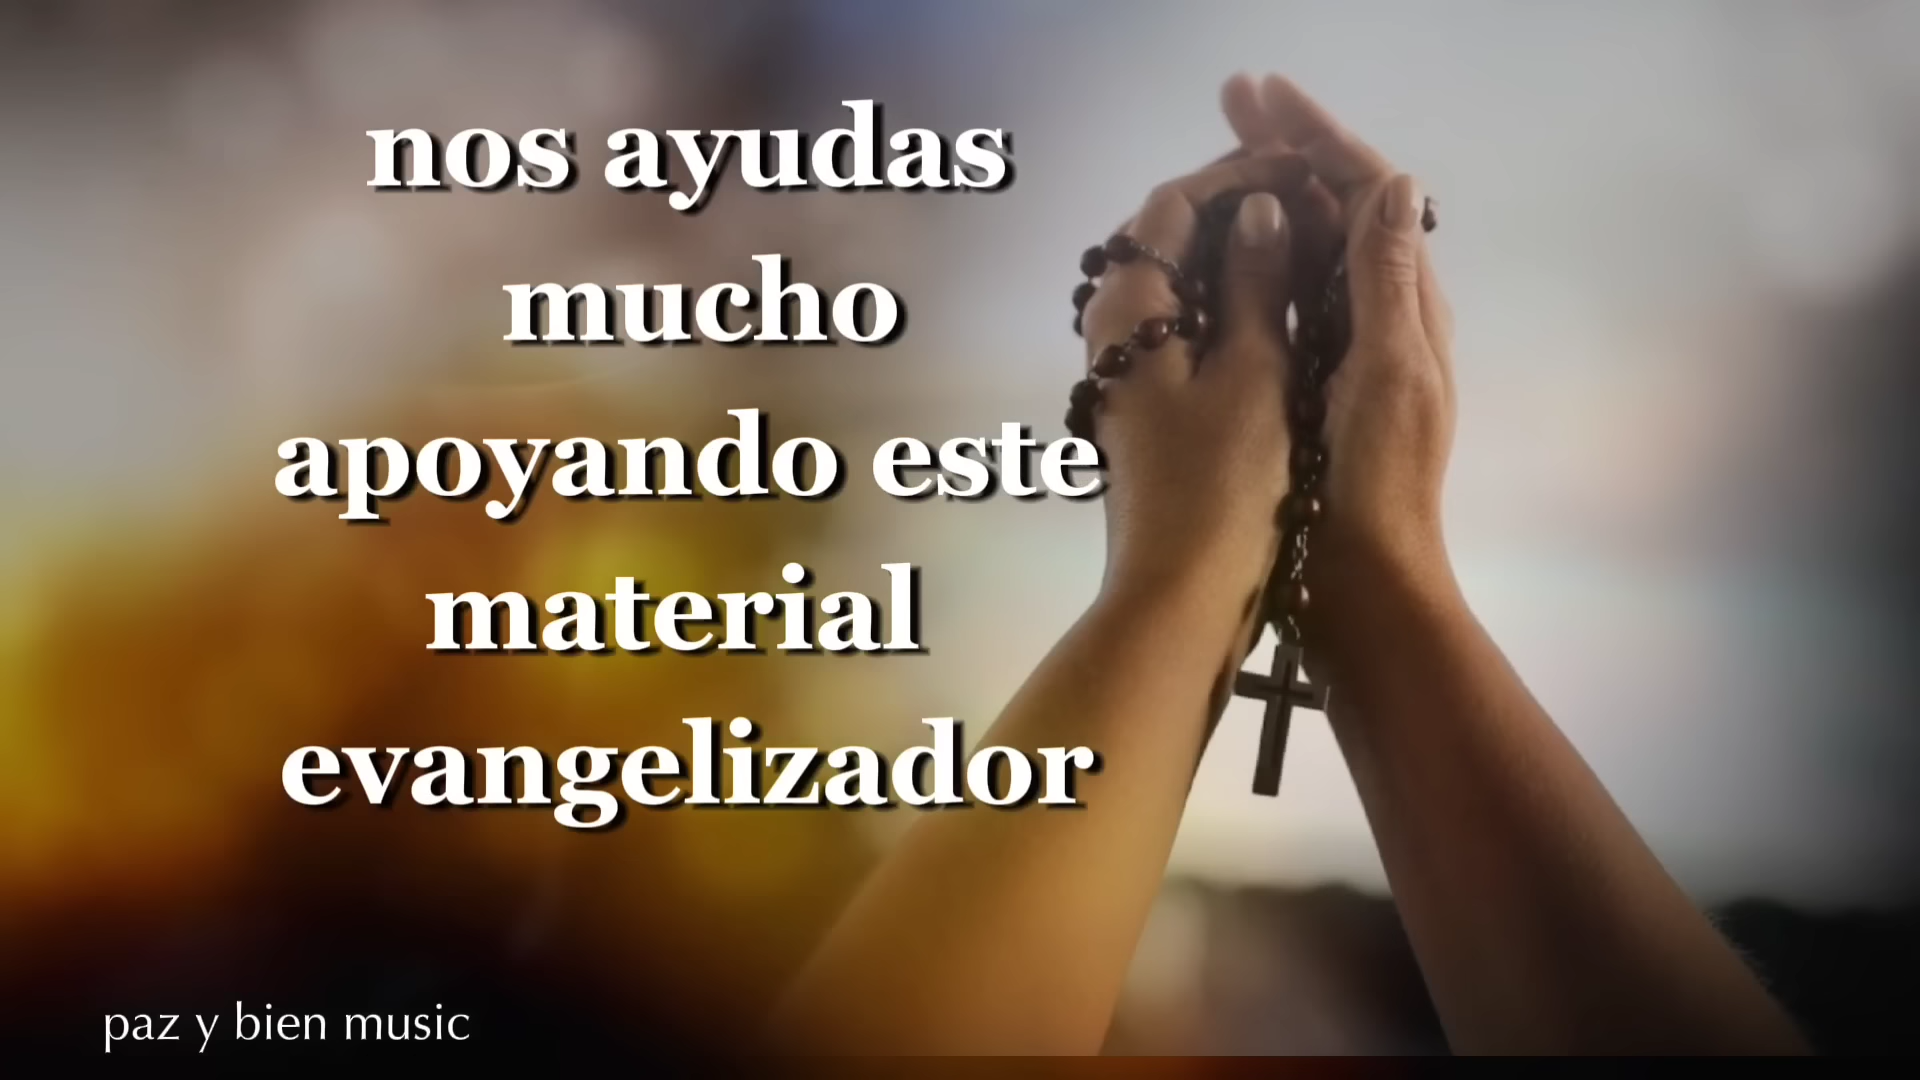 nos ayudas
mucho
apoyando este
material
evangelizador
paz y bien music